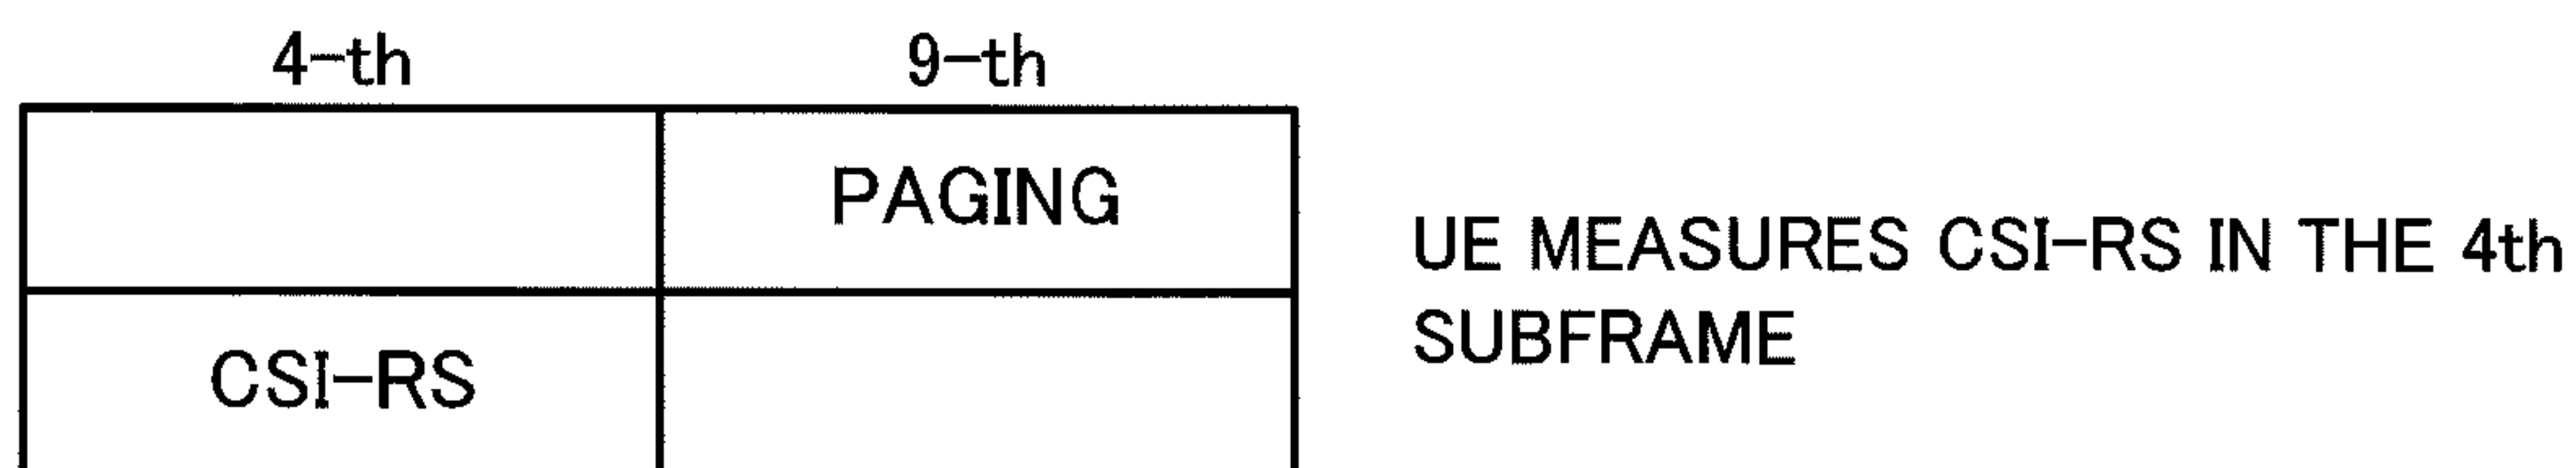 4-th 9-th
PAGING
UE MEASURES CSI-RS IN THE 4th
SUBFRAME
CSI-RS